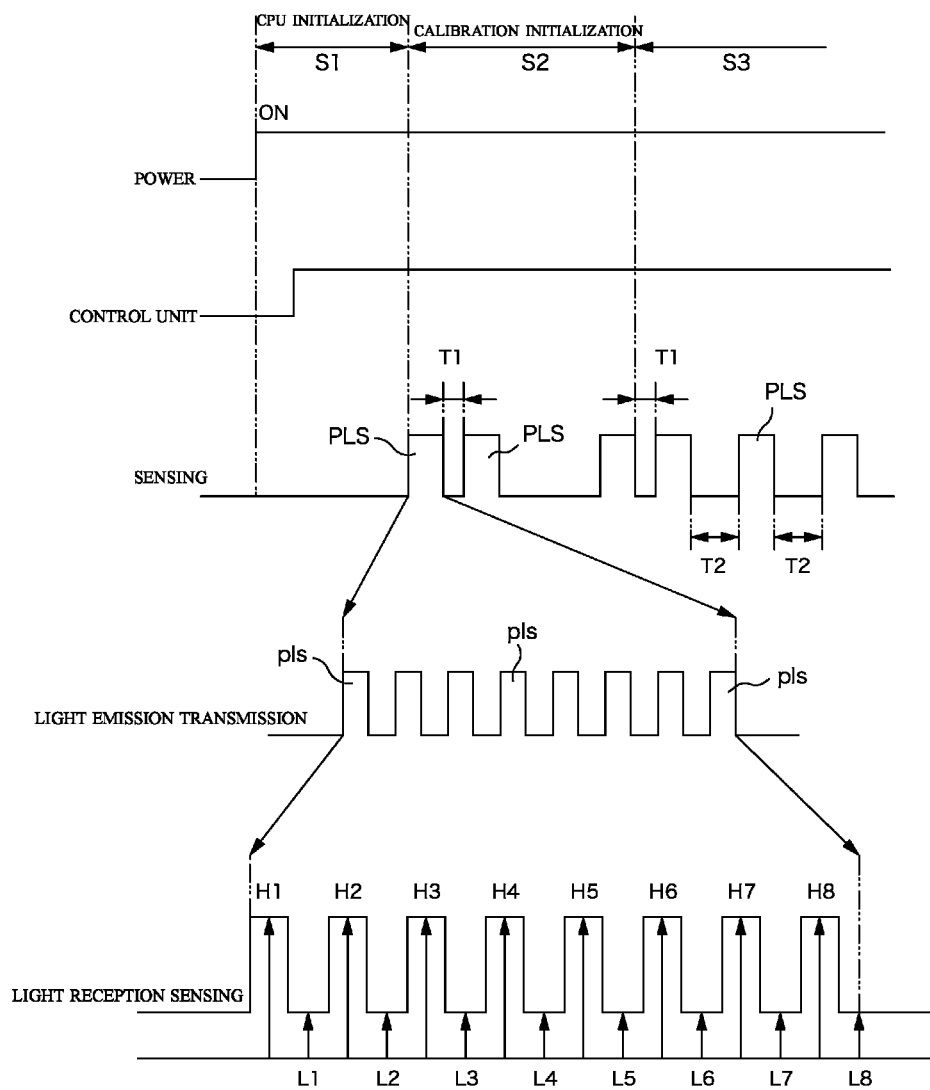 CPU INITIALIZATION
CALIBRATION INITIALIZATION
S1
S2
S3
ON
POWER
CONTROL UNIT
T1
T1
PLS
PLS
PLS
SENSING
T2
T2
pls
pls
pls
LIGHT EMISSION TRANSMISSION
H1
H2
H3
H4
H5
H6
H7
H8
LIGHT RECEPTION SENSING
L1
L2
L3
L4
L5
L6
L7
L8